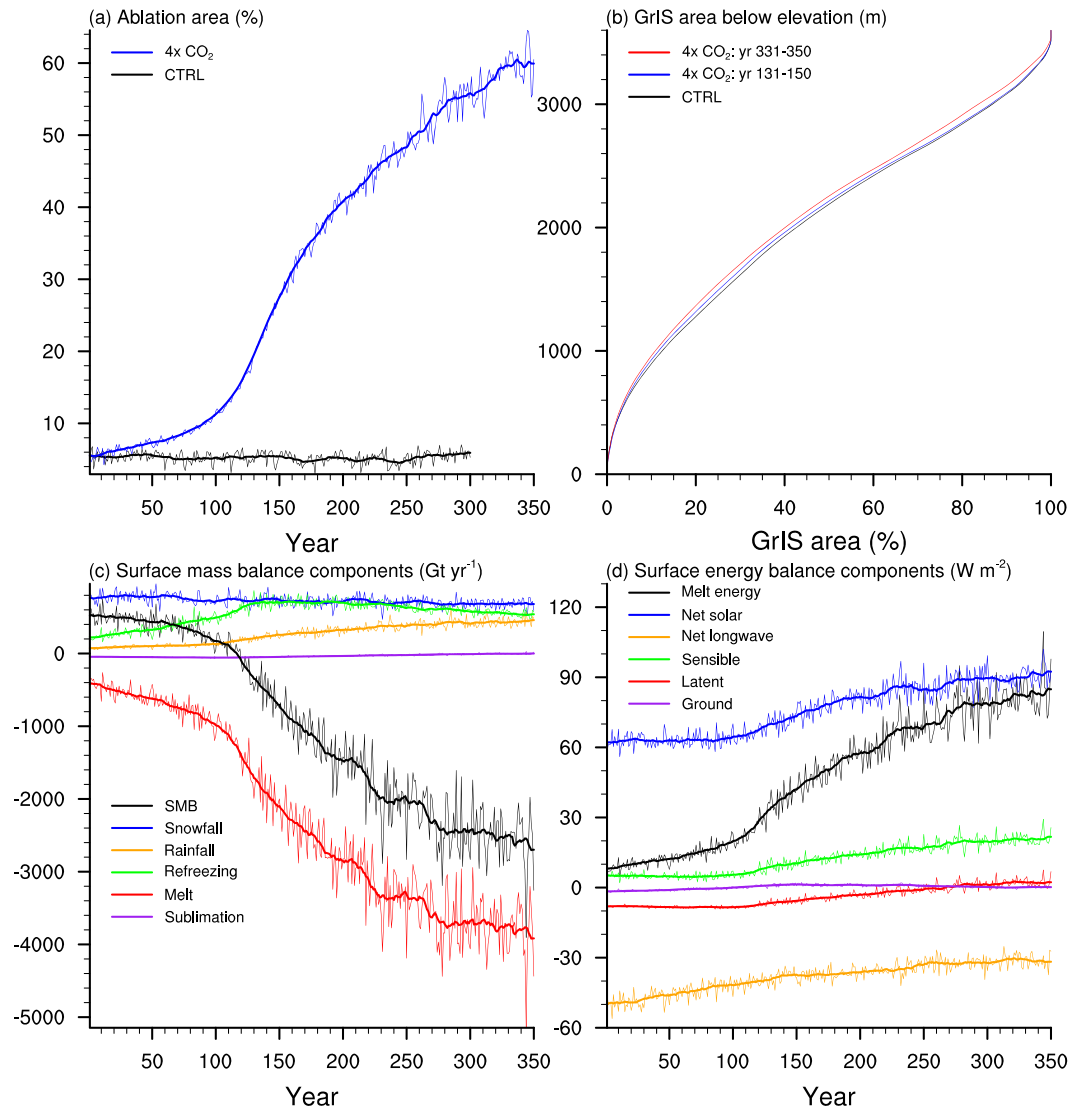 (a) Ablation area (%)
4x CO₂
CTRL
60
50
40
30
20
10
50 100 150 200 250 300 350
Year
(b) GrIS area below elevation (m)
4x CO₂: yr 331-350
4x CO₂: yr 131-150
CTRL
3000
2000
1000
0
0 20 40 60 80 100
GrIS area (%)
(c) Surface mass balance components (Gt yr⁻¹)
0
-1000
-2000
-3000
-4000
-5000
SMB
Snowfall
Rainfall
Refreezing
Melt
Sublimation
50 100 150 200 250 300 350
Year
(d) Surface energy balance components (W m⁻²)
Melt energy
Net solar
Net longwave
Sensible
Latent
Ground
120
90
60
30
0
-30
-60
50 100 150 200 250 300 350
Year